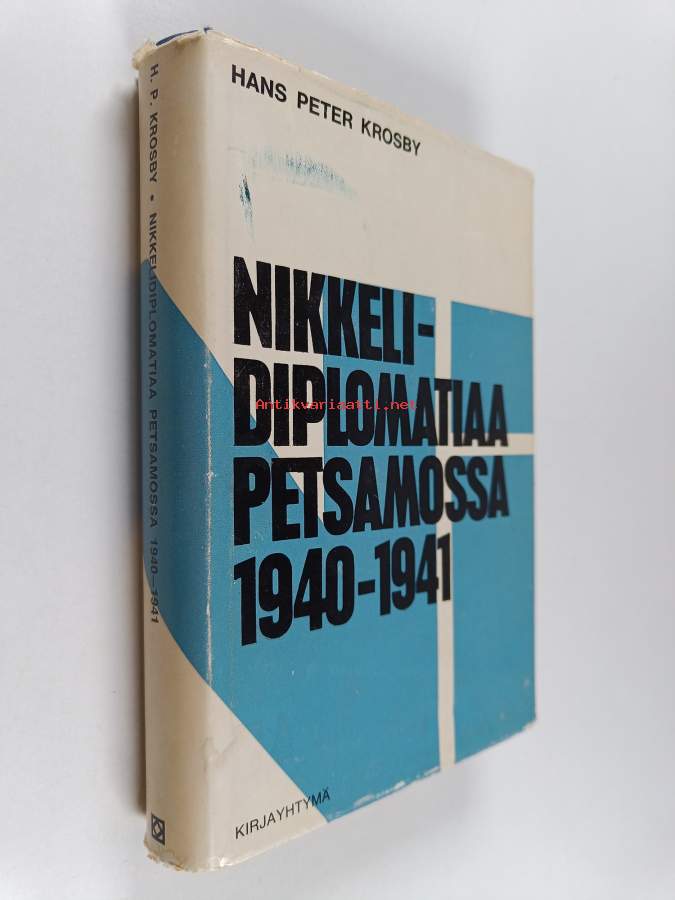 H. P. KROSBY • NIKKELIDIPLOMATIAA PETSAMOSSA 1940–1941
HANS PETER KROSBY
NIKKELI-
DIPLOMATIAA
PETSAMOSSA
1940-1941
Antikvariaatti.net
KIRJAYHTYMÄ